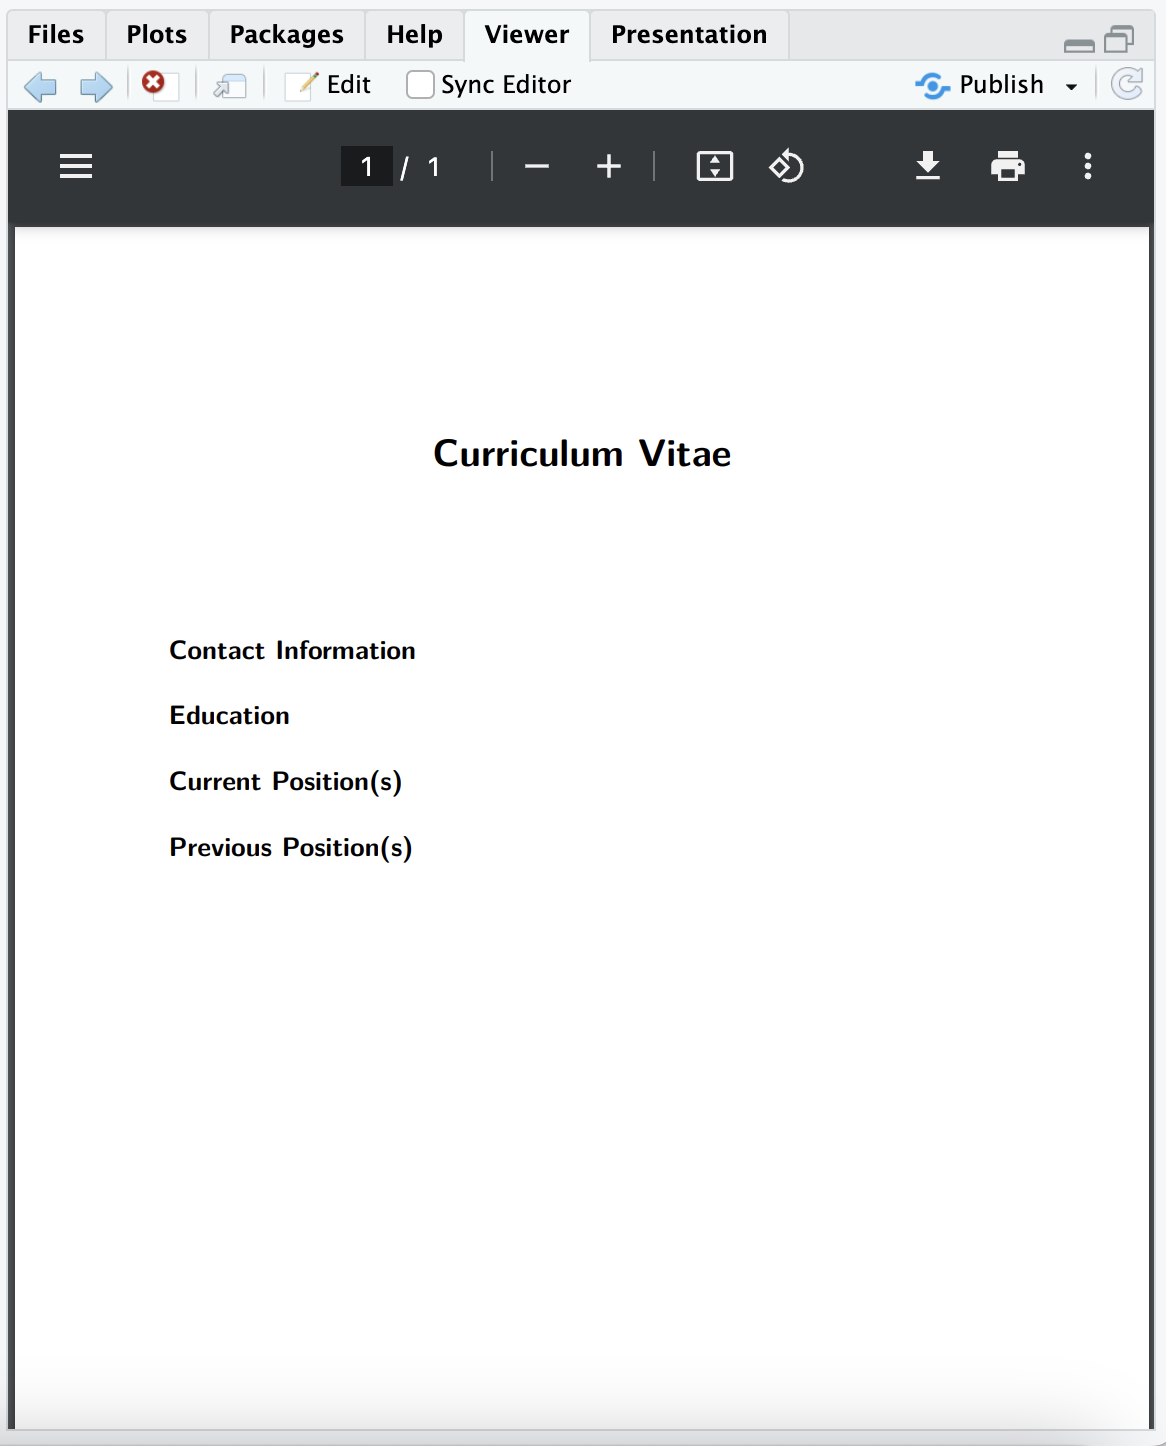 Files Plots Packages Help Viewer Presentation
Edit Sync Editor Publish
1 / 1
Curriculum Vitae
Contact Information
Education
Current Position(s)
Previous Position(s)